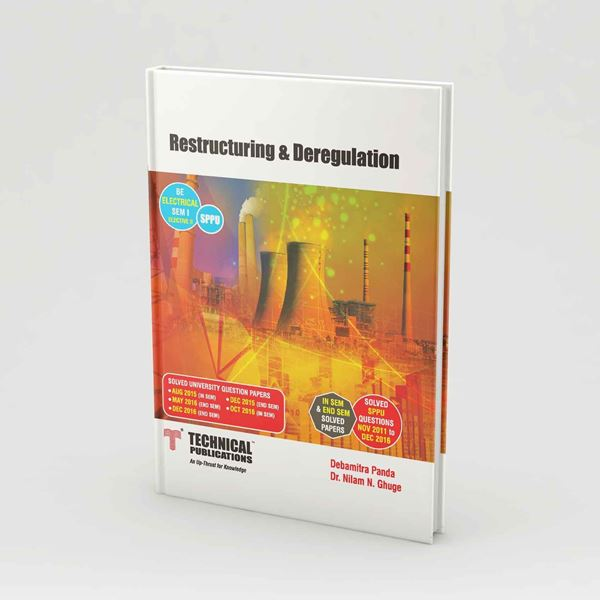 Restructuring & Deregulation
BE
ELECTRICAL
SEM I
ELECTIVE II
SPPU
SOLVED UNIVERSITY QUESTION PAPERS
• AUG 2015 (IN SEM) • DEC 2015 (END SEM)
• MAY 2016 (END SEM) • OCT 2016 (IN SEM)
• DEC 2016 (END SEM)
IN SEM
& END SEM
SOLVED
PAPERS
SOLVED
SPPU
QUESTIONS
NOV 2011 to
DEC 2016
TECHNICAL
PUBLICATIONS
An Up-Thrust for Knowledge
Debamitra Panda
Dr. Nilam N. Ghuge